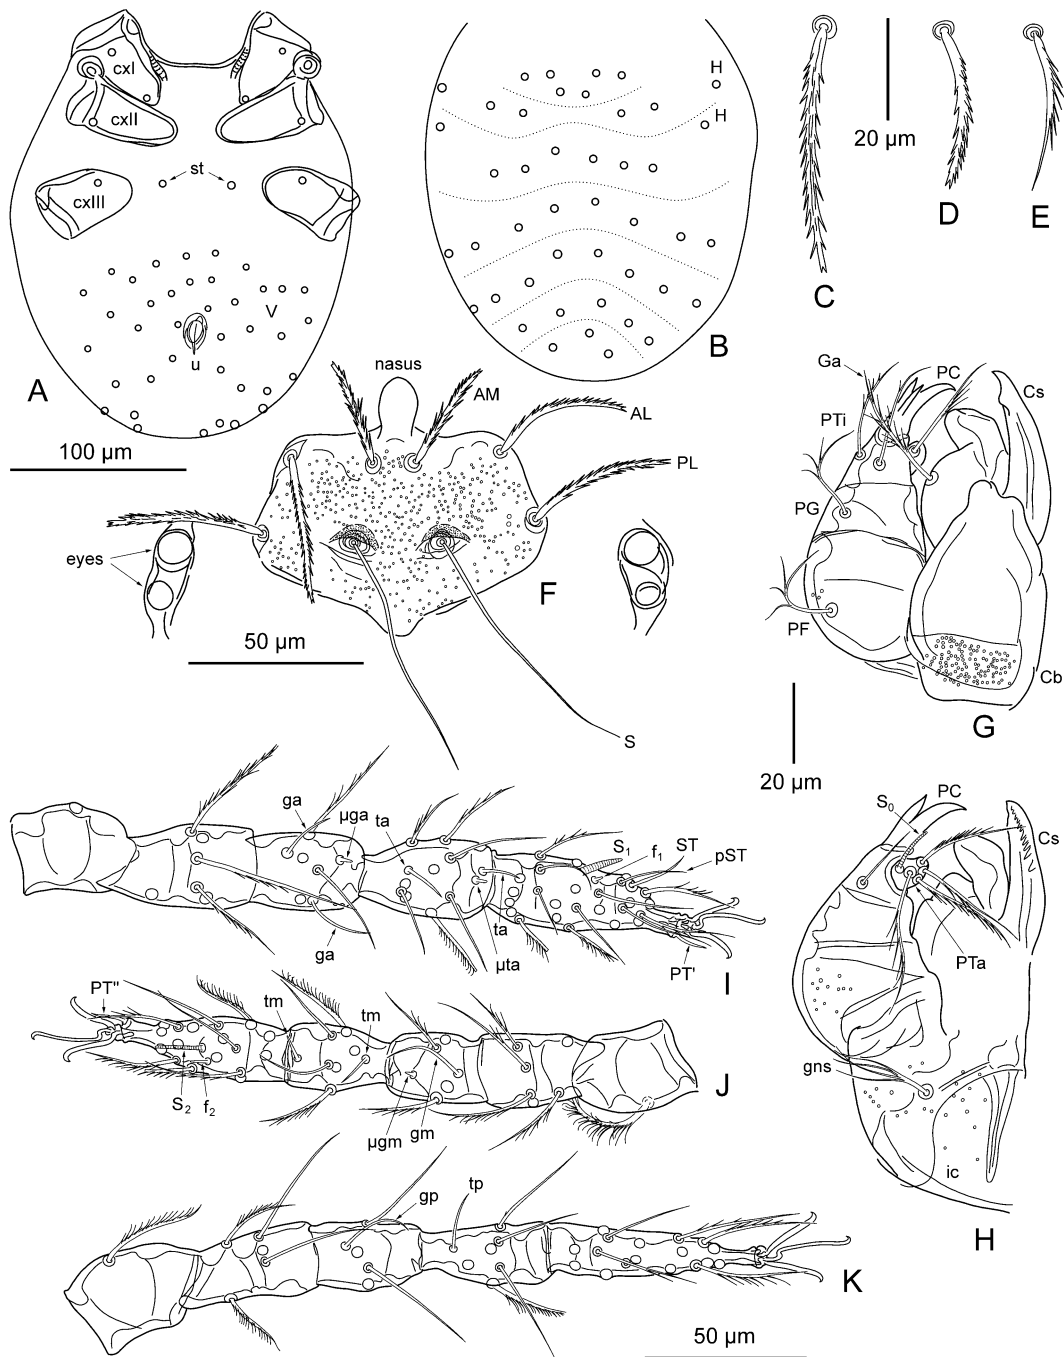 cxI
cxII
cxIII
st
V
u
A
100 µm
H
H
B
20 µm
C
D
E
nasus
AM
AL
PL
eyes
F
50 µm
S
Ga
PC
Cs
PTi
PG
PF
Cb
G
20 µm
ga
µga
ta
S1
f1
ST
pST
ga
ta
µta
PT'
I
S0
PC
Cs
PTa
gns
ic
H
PT''
tm
tm
S2
f2
µgm
gm
J
gp
tp
K
50 µm